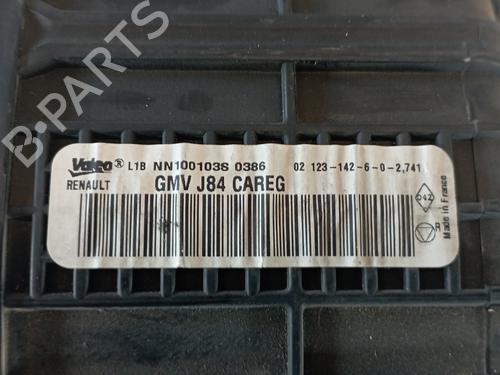 Valeo® L1B NN100103S 0386 02 123-142-6-0-2,741
RENAULT GMV J84 CAREG
042
R
Made in France
B-PARTS